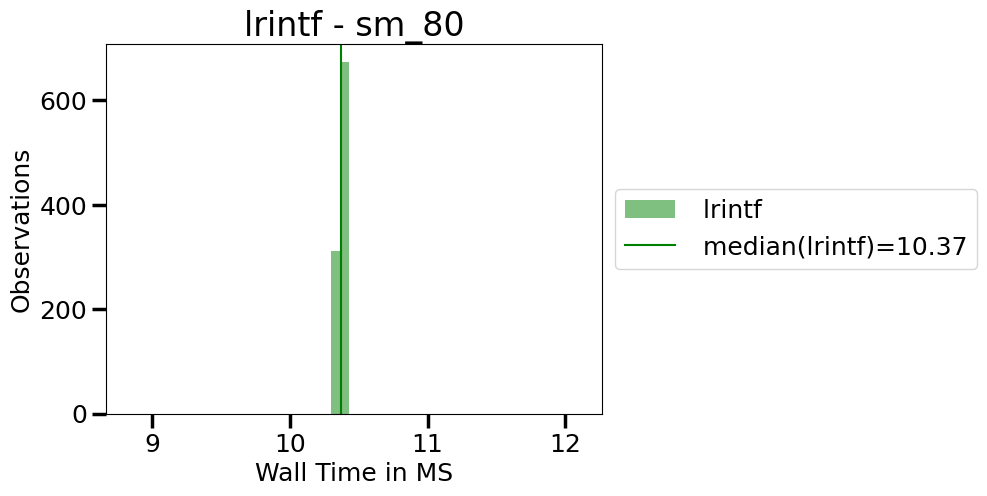 lrintf - sm_80
Observations
600
400
200
0
9 10 11 12
Wall Time in MS
lrintf
median(lrintf)=10.37